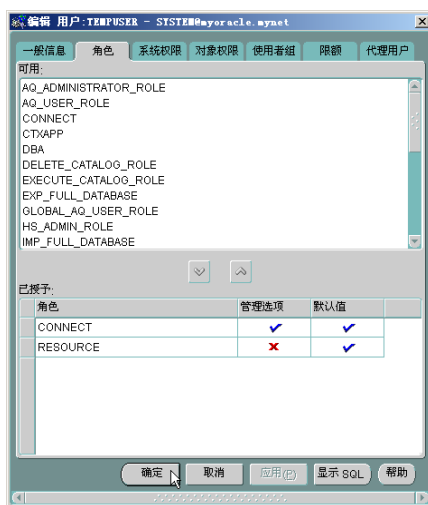 编辑 用户:TEMPUSER - SYSTEM@myoracle.mynet
一般信息 角色 系统权限 对象权限 使用者组 限额 代理用户
可用:
AQ_ADMINISTRATOR_ROLE
AQ_USER_ROLE
CONNECT
CTXAPP
DBA
DELETE_CATALOG_ROLE
EXECUTE_CATALOG_ROLE
EXP_FULL_DATABASE
GLOBAL_AQ_USER_ROLE
HS_ADMIN_ROLE
IMP_FULL_DATABASE
已授予:
角色 管理选项 默认值
CONNECT
RESOURCE
确定 取消 应用(P) 显示 SQL 帮助